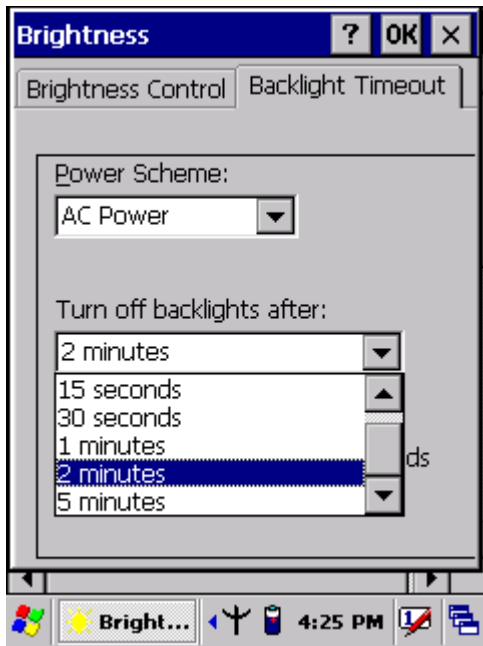 Brightness ? OK ×
Brightness Control Backlight Timeout
Power Scheme:
AC Power
Turn off backlights after:
2 minutes
15 seconds
30 seconds
1 minutes
2 minutes
5 minutes
ds
Bright... 4:25 PM